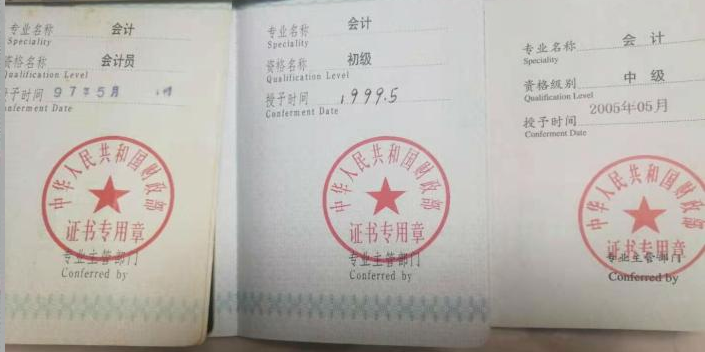 专业名称 会计
Speciality
资格名称 会计员
Qualification Level
授予时间 97年5月
Conferment Date
中华人民共和国财政部
证书专用章
专业主管部门
Conferred by
专业名称 会计
Speciality
资格名称 初级
Qualification Level
授予时间 1999.5
Conferment Date
中华人民共和国财政部
证书专用章
专业主管部门
Conferred by
专业名称 会计
Speciality
资格级别 中级
Qualification Level
2005年05月
授予时间
Conferment Date
中华人民共和国财政部
证书专用章
专业主管部门
Conferred by